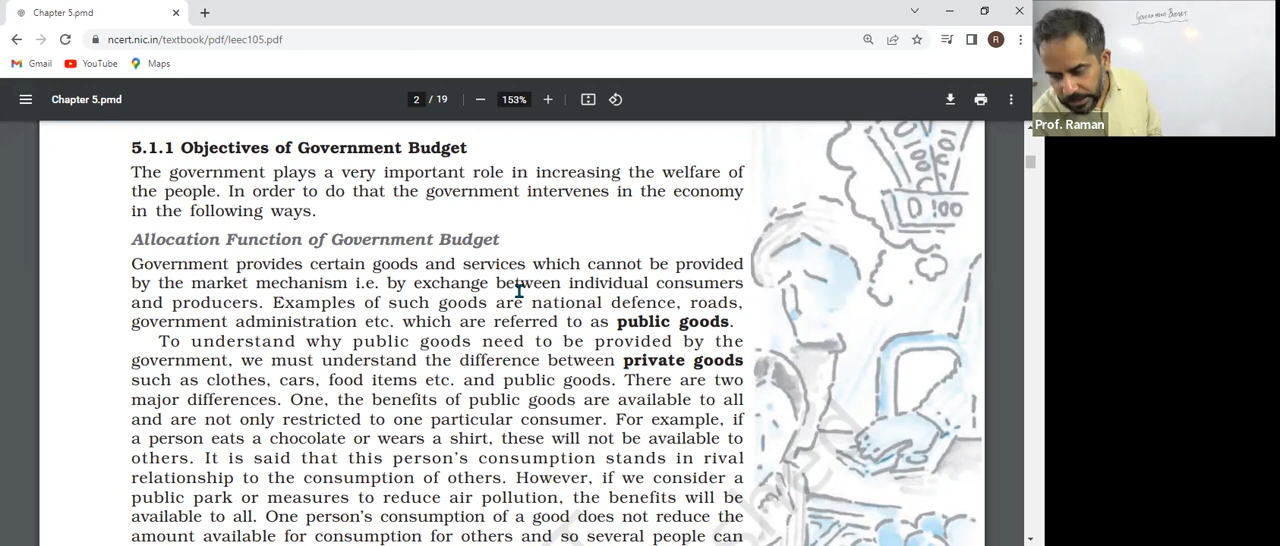 Chapter 5.pmd
ncert.nic.in/textbook/pdf/leec105.pdf
R
Gmail
YouTube
Maps
Chapter 5.pmd
2 / 19
153%
Government Budget
Prof. Raman
5.1.1 Objectives of Government Budget
The government plays a very important role in increasing the welfare of
the people. In order to do that the government intervenes in the economy
in the following ways.
Allocation Function of Government Budget
Government provides certain goods and services which cannot be provided
by the market mechanism i.e. by exchange between individual consumers
and producers. Examples of such goods are national defence, roads,
government administration etc. which are referred to as public goods.
To understand why public goods need to be provided by the
government, we must understand the difference between private goods
such as clothes, cars, food items etc. and public goods. There are two
major differences. One, the benefits of public goods are available to all
and are not only restricted to one particular consumer. For example, if
a person eats a chocolate or wears a shirt, these will not be available to
others. It is said that this person's consumption stands in rival
relationship to the consumption of others. However, if we consider a
public park or measures to reduce air pollution, the benefits will be
available to all. One person's consumption of a good does not reduce the
amount available for consumption for others and so several people can